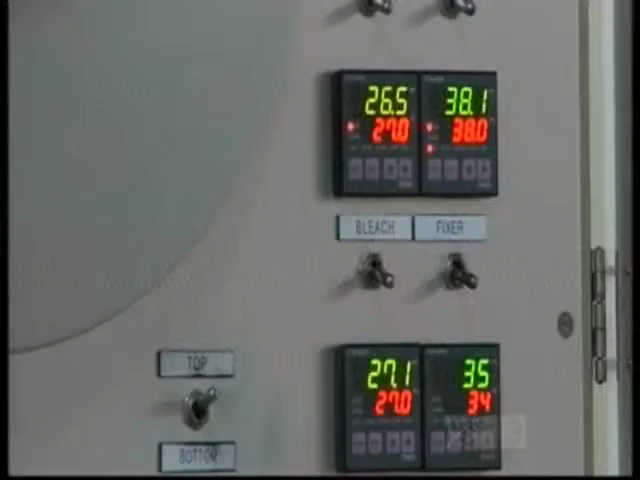 26.5 38.1
27.0 38.0
BLEACH FIXER
27.1 35
27.0 34
TOP
BOTTOM